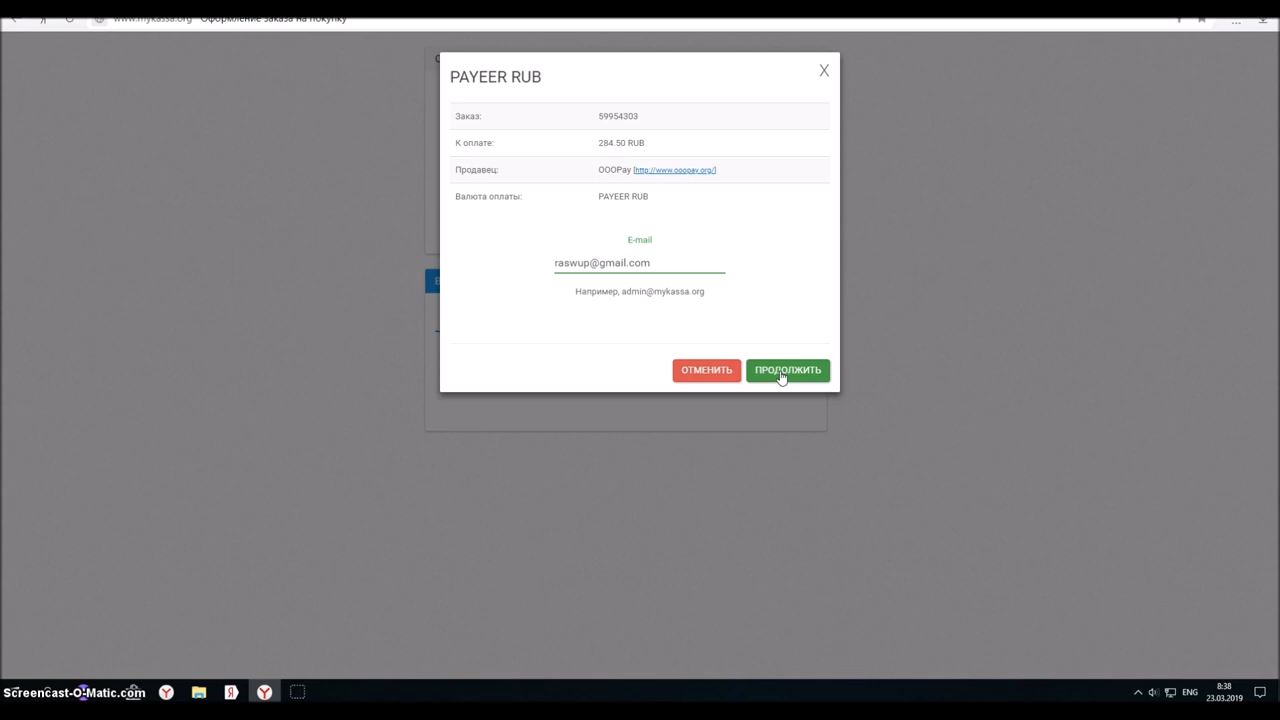 www.mykassa.org Оформление заказа на покупку
PAYEER RUB
X
Заказ: 59954303
К оплате: 284.50 RUB
Продавец: OOOPay [http://www.ooopay.org/]
Валюта оплаты: PAYEER RUB
E-mail
raswup@gmail.com
Например, admin@mykassa.org
ОТМЕНИТЬ ПРОДОЛЖИТЬ
Screencast-O-Matic.com
ENG
8:38
23.03.2019